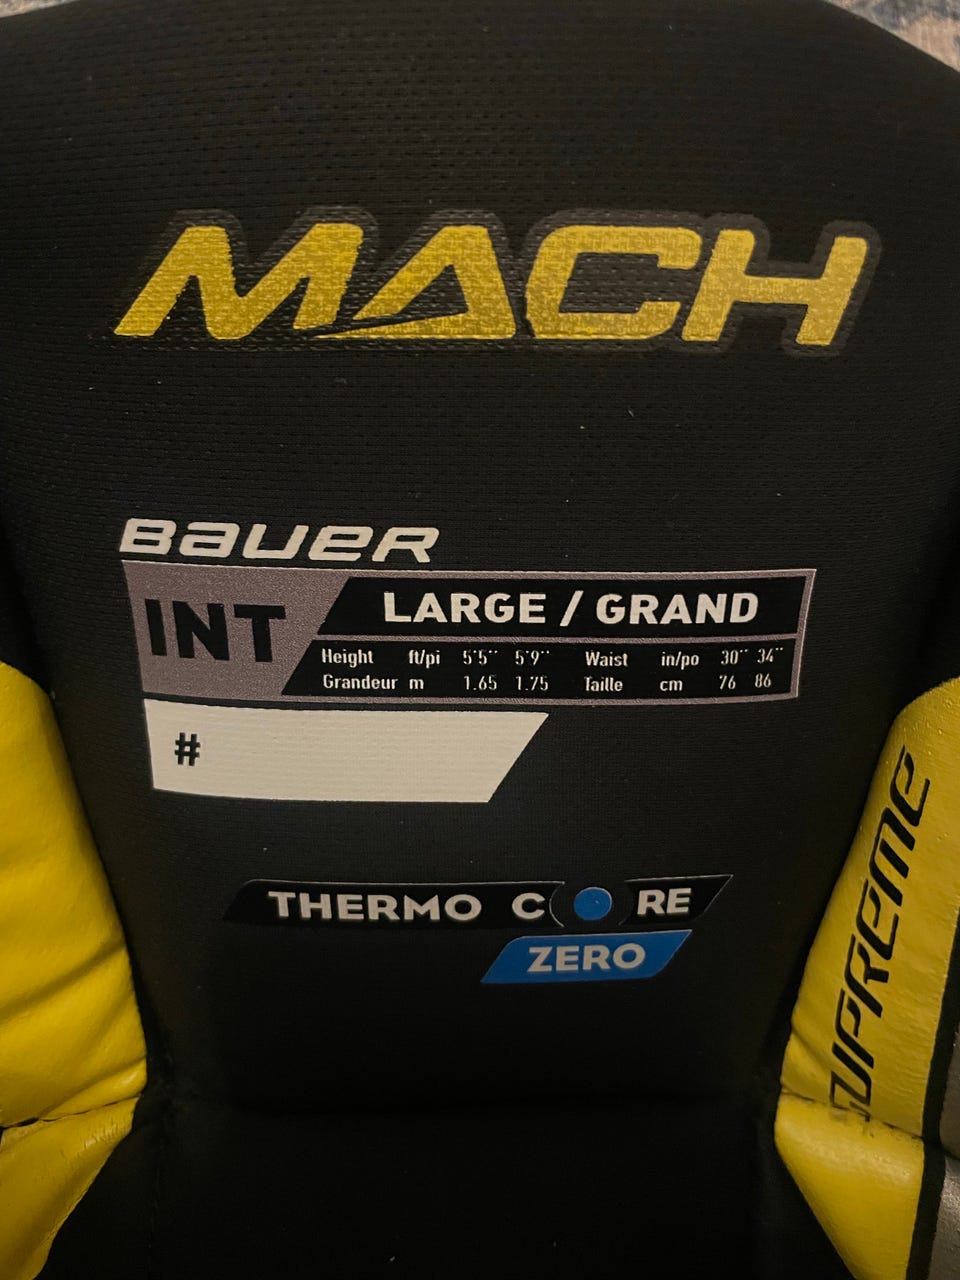 MACH
BAUER
INT
LARGE / GRAND
Height ft/pi 5'5'' 5'9'' Waist in/po 30'' 34''
Grandeur m 1.65 1.75 Taille cm 76 86
#
THERMO CORE
ZERO
SUPREME